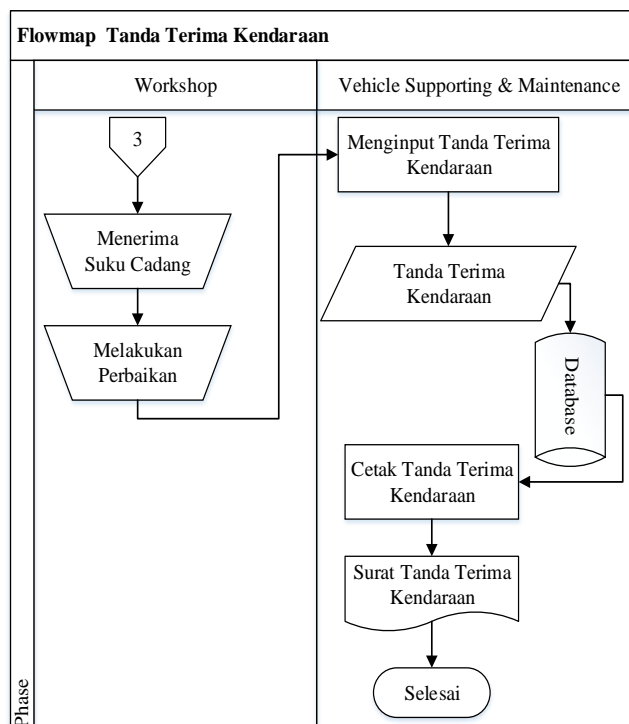 Flowmap Tanda Terima Kendaraan
Workshop
Vehicle Supporting & Maintenance
3
Menerima
Suku Cadang
Melakukan
Perbaikan
Menginput Tanda Terima
Kendaraan
Tanda Terima
Kendaraan
Database
Cetak Tanda Terima
Kendaraan
Surat Tanda Terima
Kendaraan
Selesai
Phase